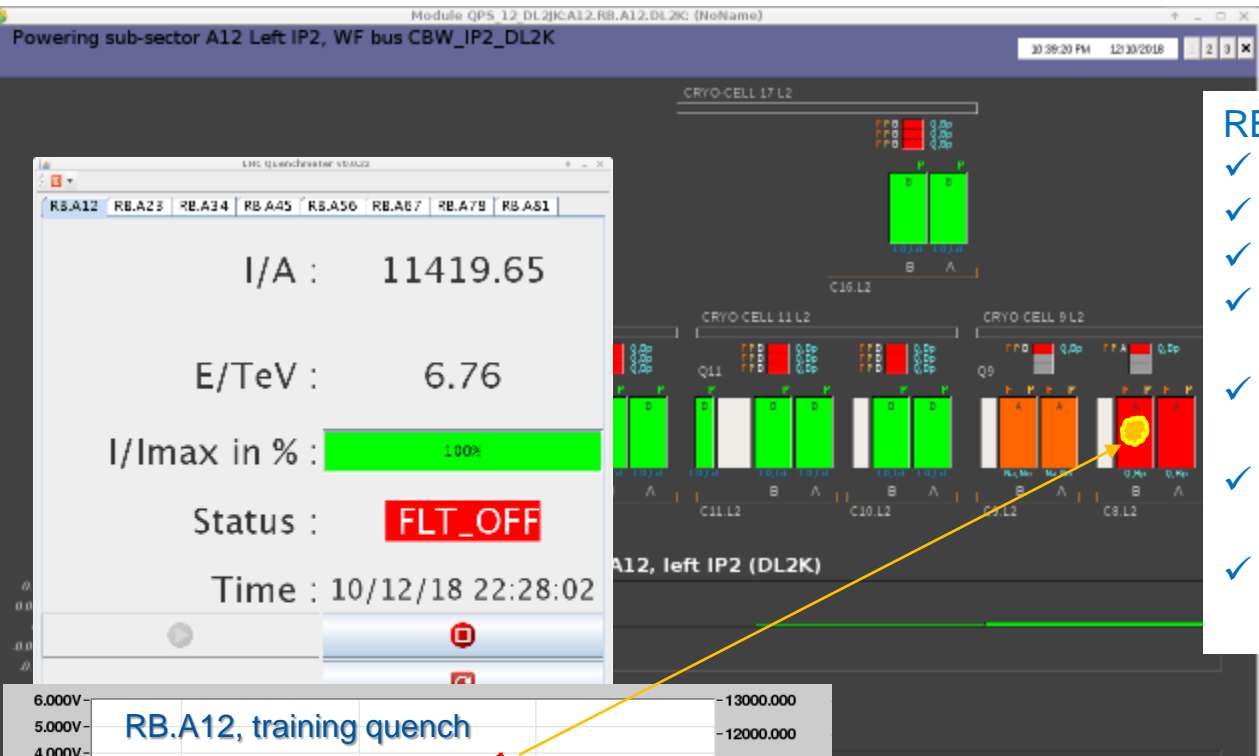 Module QPS_12_DL2JK:A12.RB.A12.DL2K: (NoName)
Powering sub-sector A12 Left IP2, WF bus CBW_IP2_DL2K
10:39:20 PM 12/10/2018 2 3
CRYO-CELL 17 L2
LHC Quenchmeter
RB.A12 RB.A23 RB.A34 RB.A45 RB.A56 RB.A67 RB.A78 RB.A81
I/A : 11419.65
E/TeV : 6.76
I/Imax in % : 100%
Status : FLT_OFF
Time : 10/12/18 22:28:02
B A
C16.L2
CRYO CELL 11 L2 CRYO CELL 9 L2
Q11 Q9
A B A B A B A B A
C11.L2 C10.L2 C9.L2 C8.L2
A12, left IP2 (DL2K)
6.000V 13000.000
5.000V RB.A12, training quench 12000.000
4.000V